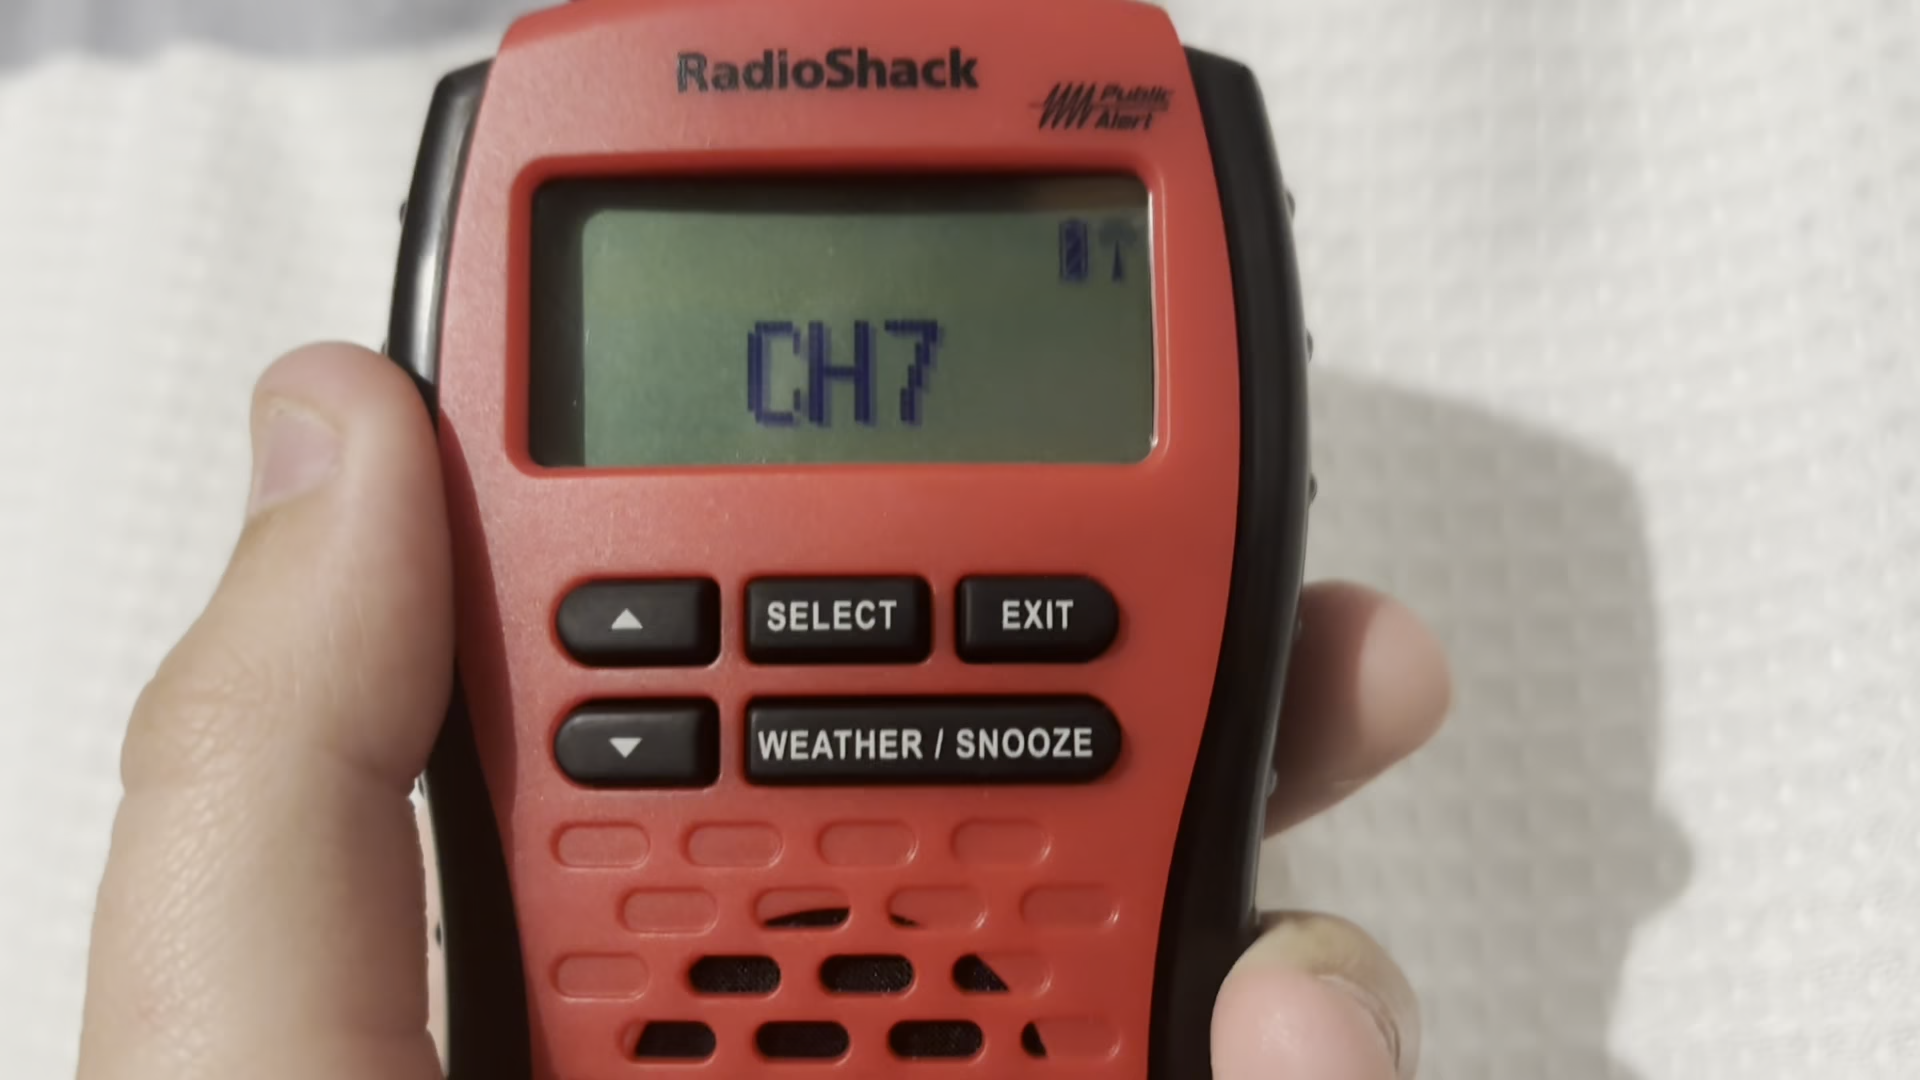 RadioShack
Public
Alert
CH7
SELECT
EXIT
WEATHER / SNOOZE